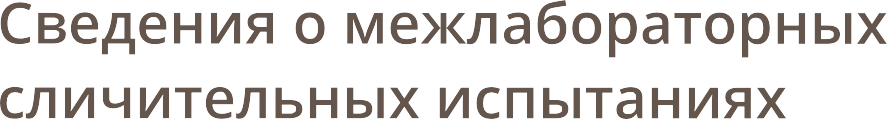 Сведения о межлабораторных
сличительных испытаниях